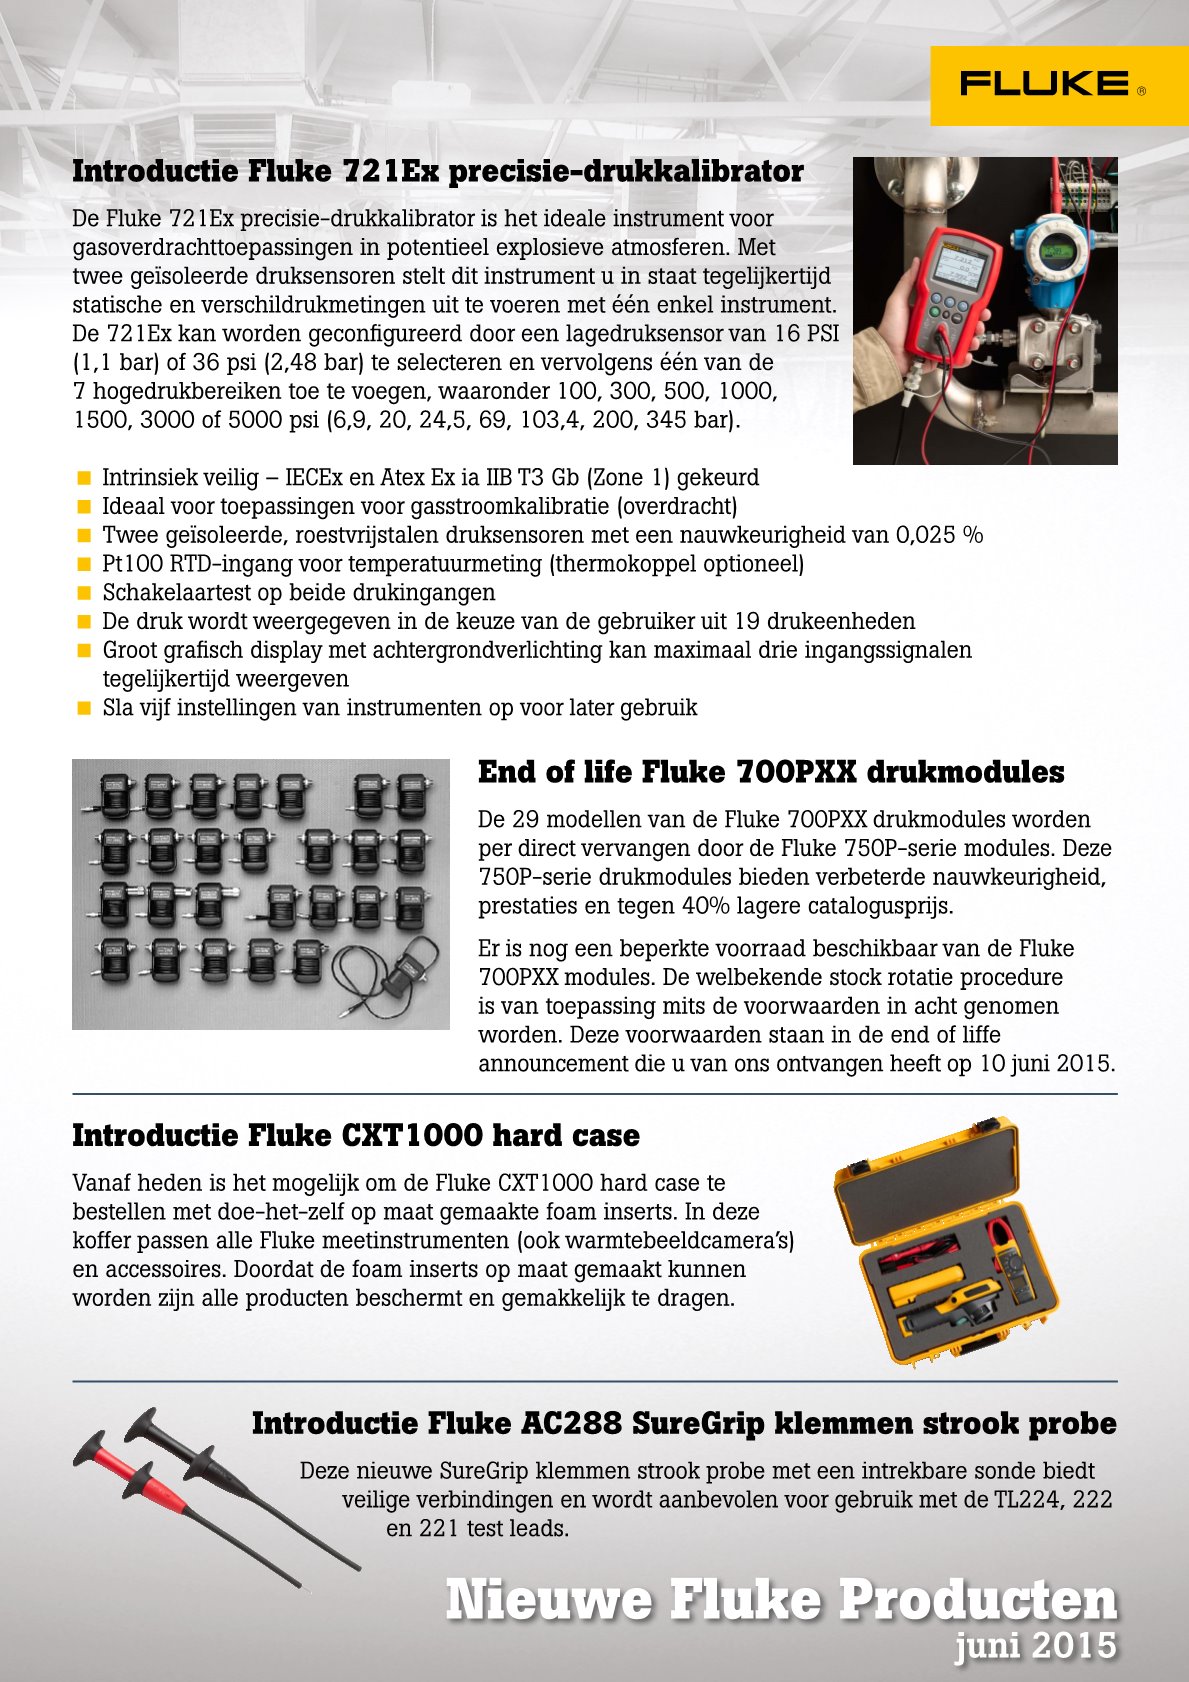 FLUKE ®
Introductie Fluke 721Ex precisie-drukkalibrator
De Fluke 721Ex precisie-drukkalibrator is het ideale instrument voor
gasoverdrachttoepassingen in potentieel explosieve atmosferen. Met
twee geïsoleerde druksensoren stelt dit instrument u in staat tegelijkertijd
statische en verschildrukmetingen uit te voeren met één enkel instrument.
De 721Ex kan worden geconfigureerd door een lagedruksensor van 16 PSI
(1,1 bar) of 36 psi (2,48 bar) te selecteren en vervolgens één van de
7 hogedrukbereiken toe te voegen, waaronder 100, 300, 500, 1000,
1500, 3000 of 5000 psi (6,9, 20, 24,5, 69, 103,4, 200, 345 bar).
Intrinsiek veilig – IECEx en Atex Ex ia IIB T3 Gb (Zone 1) gekeurd
Ideaal voor toepassingen voor gasstroomkalibratie (overdracht)
Twee geïsoleerde, roestvrijstalen druksensoren met een nauwkeurigheid van 0,025 %
Pt100 RTD-ingang voor temperatuurmeting (thermokoppel optioneel)
Schakelaartest op beide drukingangen
De druk wordt weergegeven in de keuze van de gebruiker uit 19 drukeenheden
Groot grafisch display met achtergrondverlichting kan maximaal drie ingangssignalen
tegelijkertijd weergeven
Sla vijf instellingen van instrumenten op voor later gebruik
End of life Fluke 700PXX drukmodules
De 29 modellen van de Fluke 700PXX drukmodules worden
per direct vervangen door de Fluke 750P-serie modules. Deze
750P-serie drukmodules bieden verbeterde nauwkeurigheid,
prestaties en tegen 40% lagere catalogusprijs.
Er is nog een beperkte voorraad beschikbaar van de Fluke
700PXX modules. De welbekende stock rotatie procedure
is van toepassing mits de voorwaarden in acht genomen
worden. Deze voorwaarden staan in de end of liffe
announcement die u van ons ontvangen heeft op 10 juni 2015.
Introductie Fluke CXT1000 hard case
Vanaf heden is het mogelijk om de Fluke CXT1000 hard case te
bestellen met doe-het-zelf op maat gemaakte foam inserts. In deze
koffer passen alle Fluke meetinstrumenten (ook warmtebeeldcamera's)
en accessoires. Doordat de foam inserts op maat gemaakt kunnen
worden zijn alle producten beschermt en gemakkelijk te dragen.
Introductie Fluke AC288 SureGrip klemmen strook probe
Deze nieuwe SureGrip klemmen strook probe met een intrekbare sonde biedt
veilige verbindingen en wordt aanbevolen voor gebruik met de TL224, 222
en 221 test leads.
Nieuwe Fluke Producten
juni 2015